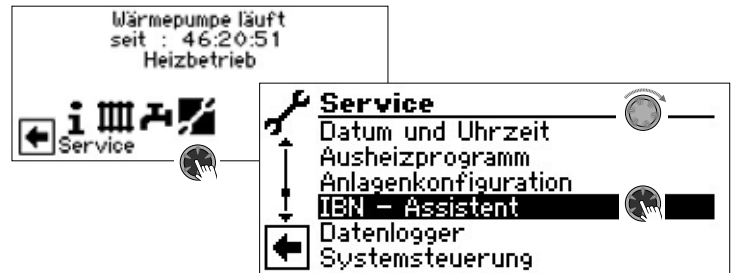 Wärmepumpe läuft
seit : 46:20:51
Heizbetrieb
Service
Service
Datum und Uhrzeit
Ausheizprogramm
Anlagenkonfiguration
IBN - Assistent
Datenlogger
Systemsteuerung